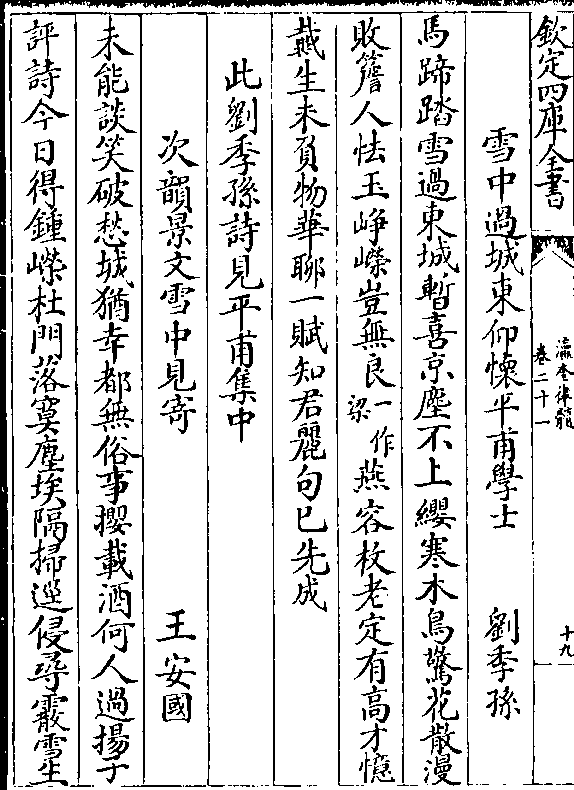 欽定四庫全書
瀛奎律髓
卷二十一
十九
雪中過城東仰懷平甫學士 劉季孫
馬蹄踏雪過東城暫喜京塵不上纓寒木鳥驚花散漫
敗簷人怯玉崢嶸豈無良一作梁燕容枚老定有高才憶
戴生未負物華聊一賦知君麗句已先成
此劉季孫詩見平甫集中
次韻景文雪中見寄 王安國
未能談笑破愁城猶幸都無俗事攖載酒何人過揚子
評詩今日得鍾嶸杜門落寞塵埃隔掃逕侵尋霰雪生